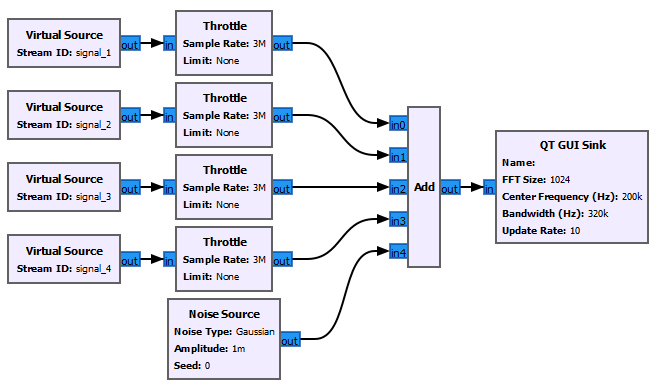 Virtual Source
Stream ID: signal_1
out
in
Throttle
Sample Rate: 3M
Limit: None
out
Virtual Source
Stream ID: signal_2
out
in
Throttle
Sample Rate: 3M
Limit: None
out
Virtual Source
Stream ID: signal_3
out
in
Throttle
Sample Rate: 3M
Limit: None
out
Virtual Source
Stream ID: signal_4
out
in
Throttle
Sample Rate: 3M
Limit: None
out
Noise Source
Noise Type: Gaussian
Amplitude: 1m
Seed: 0
out
in0
in1
in2
in3
in4
Add
out
in
QT GUI Sink
Name:
FFT Size: 1024
Center Frequency (Hz): 200k
Bandwidth (Hz): 320k
Update Rate: 10